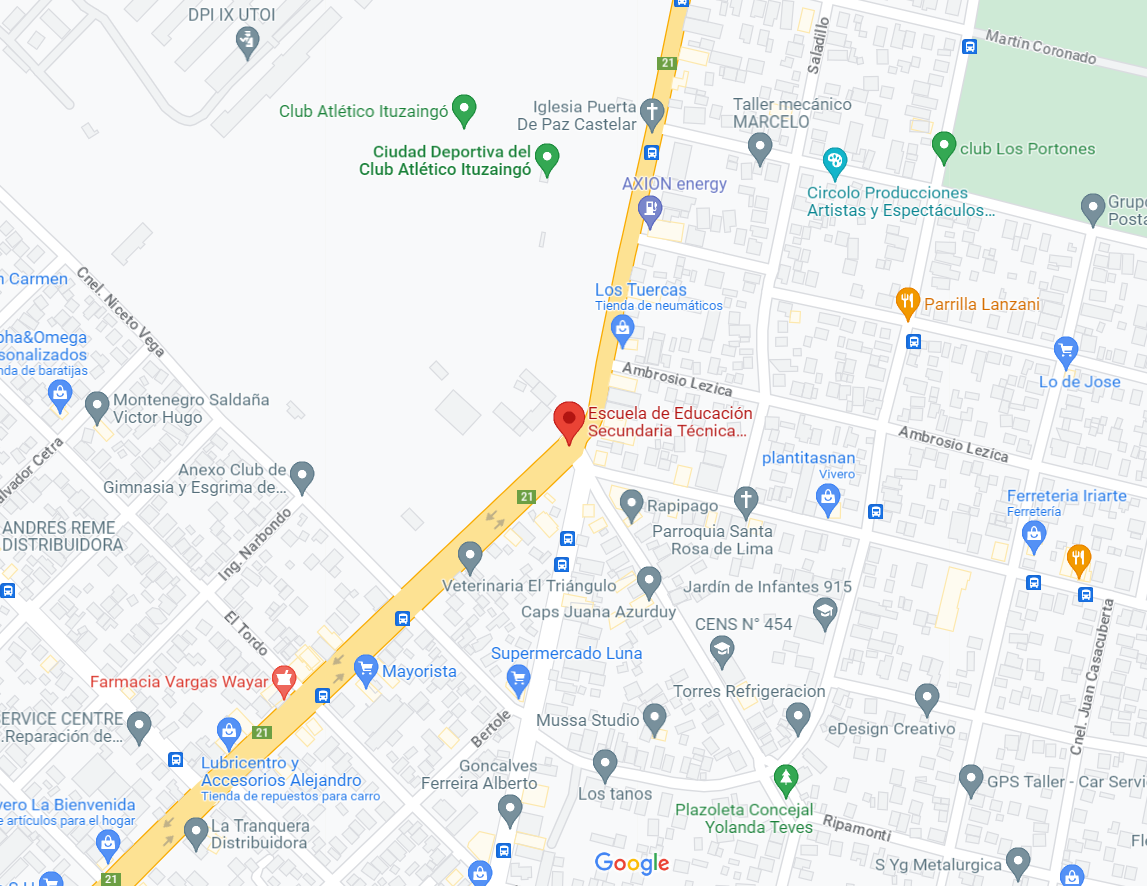 DPI IX UTOI
21
Martín Coronado
Saladillo
Club Atlético Ituzaingó
Iglesia Puerta
De Paz Castelar
Taller mecánico
MARCELO
Ciudad Deportiva del
Club Atlético Ituzaingó
club Los Portones
AXION energy
Circolo Producciones
Artistas y Espectáculos...
Grupo
Posta
Cnel. Niceto Vega
n Carmen
Los Tuercas
Tienda de neumáticos
Parrilla Lanzani
pha&Omega
sonalizados
nda de baratijas
Ambrosio Lezica
Lo de Jose
Montenegro Saldaña
Victor Hugo
Escuela de Educación
Secundaria Técnica...
Ambrosio Lezica
alvador Cetra
Anexo Club de
Gimnasia y Esgrima de...
plantitasnan
Vivero
21
Ferreteria Iriarte
Ferretería
Rapipago
Parroquia Santa
Rosa de Lima
ANDRES REME
DISTRIBUIDORA
Ing. Narbondo
Veterinaria El Triángulo
Jardín de Infantes 915
Caps Juana Azurduy
El Tordo
CENS N° 454
Cnel. Juan Casacuberta
Supermercado Luna
Mayorista
Farmacia Vargas Wayar
Torres Refrigeracion
SERVICE CENTRE
.Reparación de...
21
Bertole
Mussa Studio
eDesign Creativo
Lubricentro y
Accesorios Alejandro
Tienda de repuestos para carro
Goncalves
Ferreira Alberto
Los tanos
GPS Taller - Car Servi
Plazoleta Concejal
Yolanda Teves
vero La Bienvenida
e artículos para el hogar
La Tranquera
Distribuidora
Ripamonti
Google
S Yg Metalurgica
21